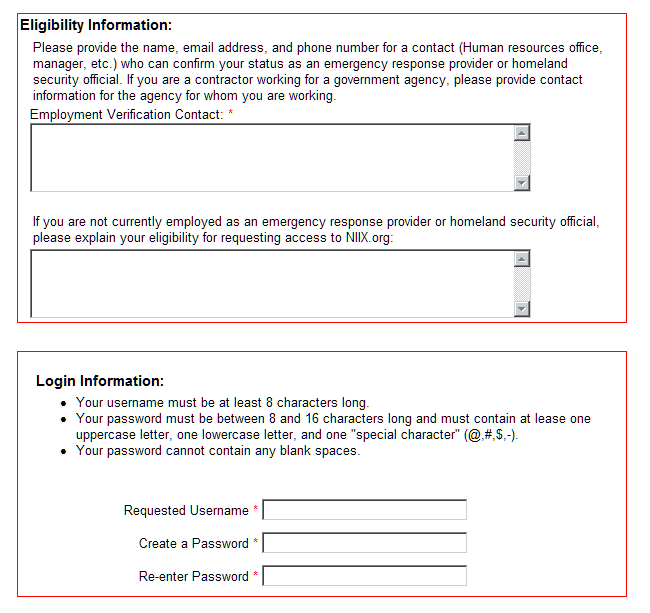 Eligibility Information:
Please provide the name, email address, and phone number for a contact (Human resources office,
manager, etc.) who can confirm your status as an emergency response provider or homeland
security official. If you are a contractor working for a government agency, please provide contact
information for the agency for whom you are working.
Employment Verification Contact: *
If you are not currently employed as an emergency response provider or homeland security official,
please explain your eligibility for requesting access to NIIX.org:
Login Information:
• Your username must be at least 8 characters long.
• Your password must be between 8 and 16 characters long and must contain at lease one
uppercase letter, one lowercase letter, and one "special character" (@,#,$,-).
• Your password cannot contain any blank spaces.
Requested Username *
Create a Password *
Re-enter Password *